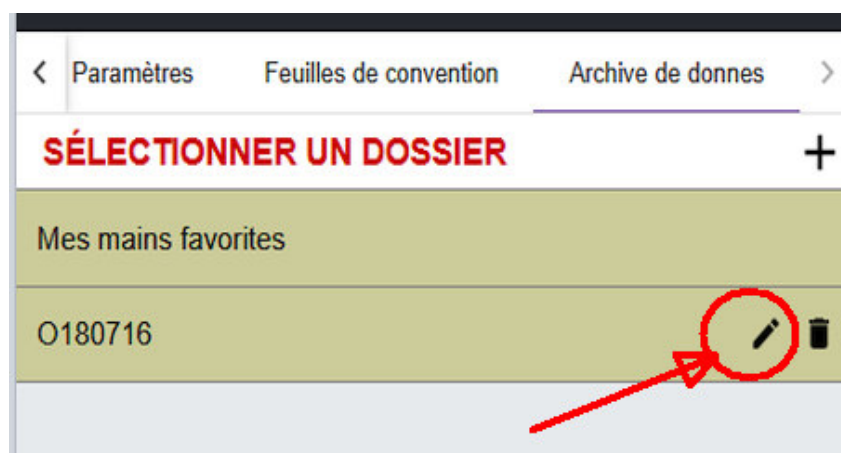 Paramètres Feuilles de convention Archive de donnes
SÉLECTIONNER UN DOSSIER
Mes mains favorites
O180716